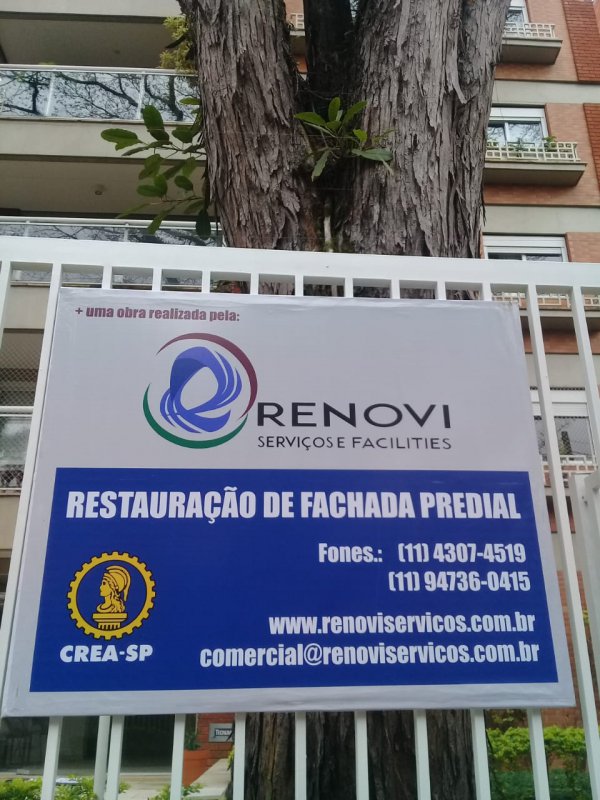 + uma obra realizada pela:
RENOVI
SERVIÇOS E FACILITIES
RESTAURAÇÃO DE FACHADA PREDIAL
Fones.: (11) 4307-4519
(11) 94736-0415
www.renoviservicos.com.br
comercial@renoviservicos.com.br
CREA-SP